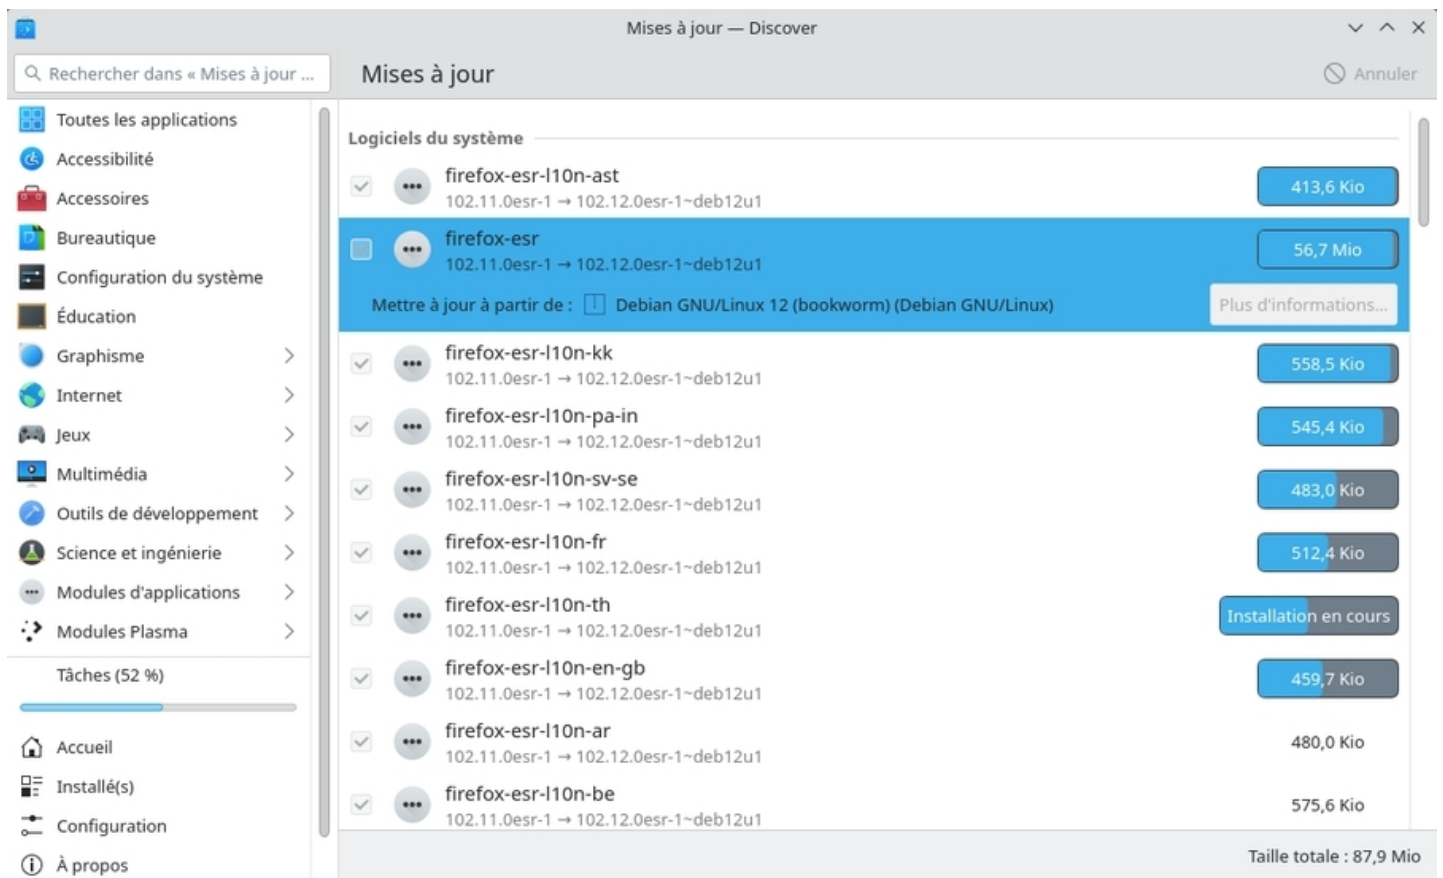 Mises à jour — Discover
Rechercher dans « Mises à jour ...
Mises à jour
Annuler
Toutes les applications
Accessibilité
Accessoires
Bureautique
Configuration du système
Éducation
Graphisme
Internet
Jeux
Multimédia
Outils de développement
Science et ingénierie
Modules d'applications
Modules Plasma
Tâches (52 %)
Accueil
Installé(s)
Configuration
À propos
Logiciels du système
firefox-esr-l10n-ast
102.11.0esr-1 → 102.12.0esr-1~deb12u1
413,6 Kio
firefox-esr
102.11.0esr-1 → 102.12.0esr-1~deb12u1
56,7 Mio
Mettre à jour à partir de : Debian GNU/Linux 12 (bookworm) (Debian GNU/Linux)
Plus d'informations...
firefox-esr-l10n-kk
102.11.0esr-1 → 102.12.0esr-1~deb12u1
558,5 Kio
firefox-esr-l10n-pa-in
102.11.0esr-1 → 102.12.0esr-1~deb12u1
545,4 Kio
firefox-esr-l10n-sv-se
102.11.0esr-1 → 102.12.0esr-1~deb12u1
483,0 Kio
firefox-esr-l10n-fr
102.11.0esr-1 → 102.12.0esr-1~deb12u1
512,4 Kio
firefox-esr-l10n-th
102.11.0esr-1 → 102.12.0esr-1~deb12u1
Installation en cours
firefox-esr-l10n-en-gb
102.11.0esr-1 → 102.12.0esr-1~deb12u1
459,7 Kio
firefox-esr-l10n-ar
102.11.0esr-1 → 102.12.0esr-1~deb12u1
480,0 Kio
firefox-esr-l10n-be
102.11.0esr-1 → 102.12.0esr-1~deb12u1
575,6 Kio
Taille totale : 87,9 Mio